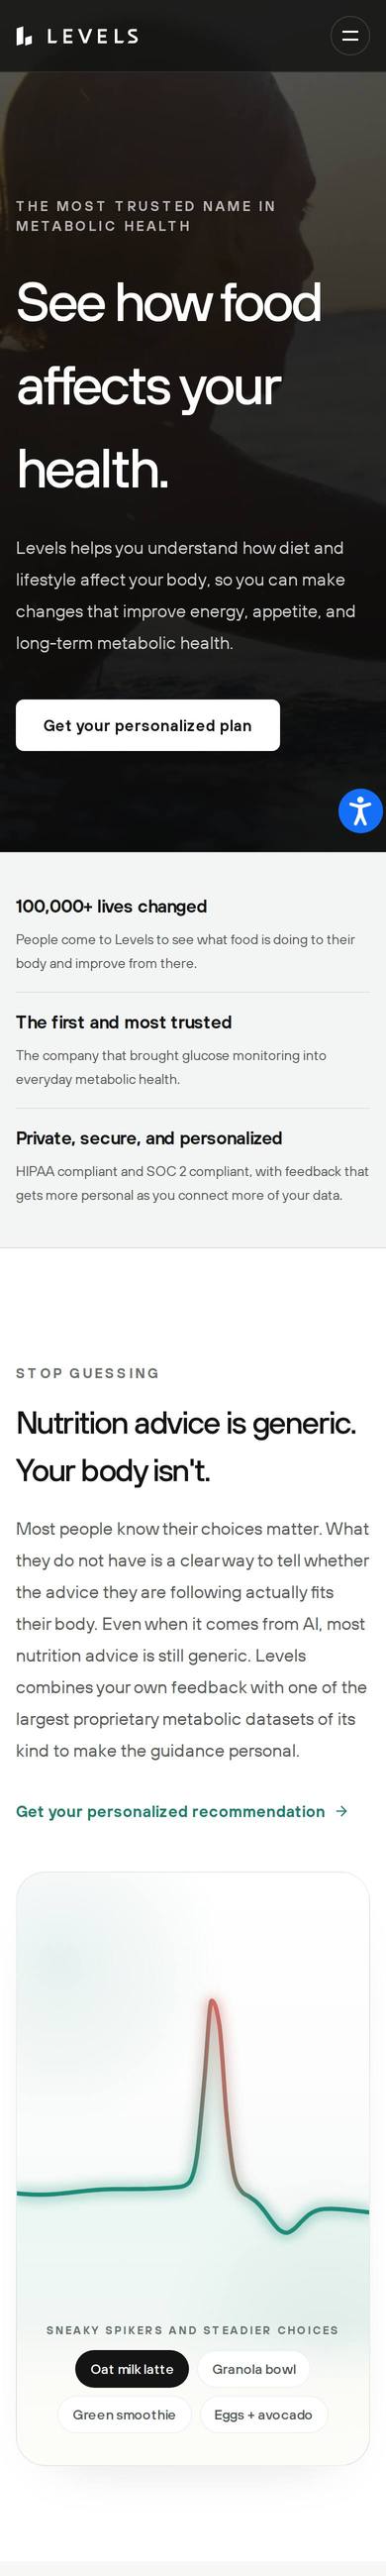 LEVELS
THE MOST TRUSTED NAME IN
METABOLIC HEALTH
See how food
affects your
health.
Levels helps you understand how diet and
lifestyle affect your body, so you can make
changes that improve energy, appetite, and
long-term metabolic health.
Get your personalized plan
100,000+ lives changed
People come to Levels to see what food is doing to their
body and improve from there.
The first and most trusted
The company that brought glucose monitoring into
everyday metabolic health.
Private, secure, and personalized
HIPAA compliant and SOC 2 compliant, with feedback that
gets more personal as you connect more of your data.
STOP GUESSING
Nutrition advice is generic.
Your body isn't.
Most people know their choices matter. What
they do not have is a clear way to tell whether
the advice they are following actually fits
their body. Even when it comes from AI, most
nutrition advice is still generic. Levels
combines your own feedback with one of the
largest proprietary metabolic datasets of its
kind to make the guidance personal.
Get your personalized recommendation →
SNEAKY SPIKERS AND STEADIER CHOICES
Oat milk latte Granola bowl
Green smoothie Eggs + avocado